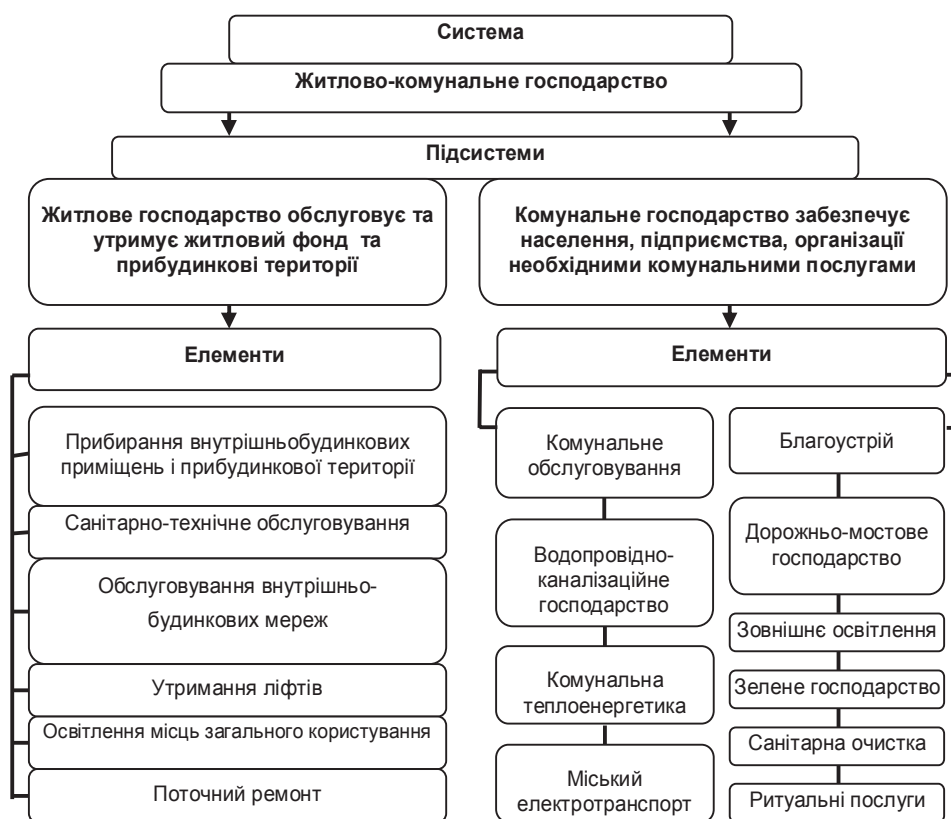 Система
Житлово-комунальне господарство
Підсистеми
Житлове господарство обслуговує та
утримує житловий фонд та
прибудинкові території
Комунальне господарство забезпечує
населення, підприємства, організації
необхідними комунальними послугами
Елементи
Прибирання внутрішньобудинкових
приміщень і прибудинкової території
Санітарно-технічне обслуговування
Обслуговування внутрішньо-
будинкових мереж
Утримання ліфтів
Освітлення місць загального користування
Поточний ремонт
Елементи
Комунальне
обслуговування
Водопровідно-
каналізаційне
господарство
Комунальна
теплоенергетика
Міський
електротранспорт
Благоустрій
Дорожньо-мостове
господарство
Зовнішнє освітлення
Зелене господарство
Санітарна очистка
Ритуальні послуги